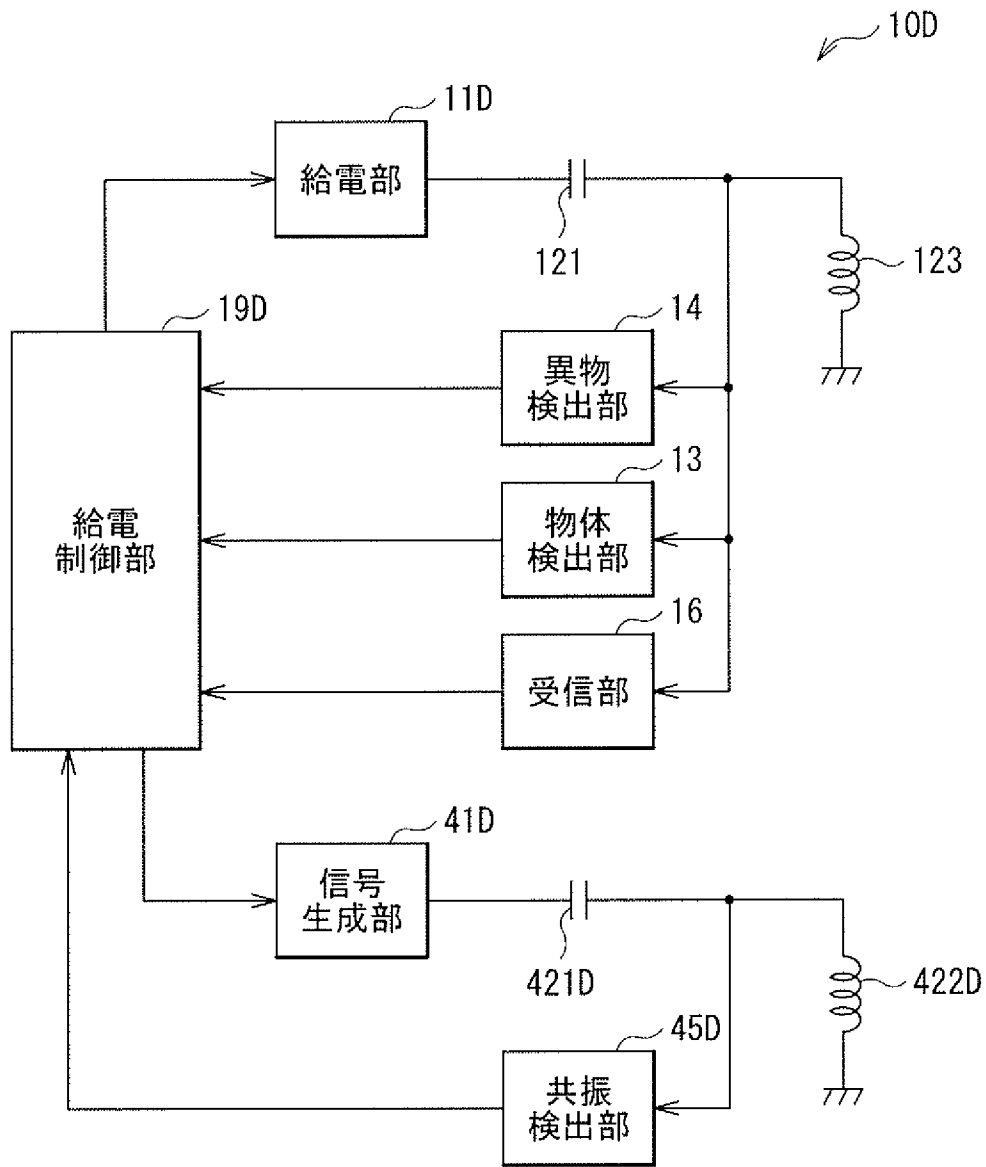 10D
11D
給電部
121
123
19D
給電
制御部
14
異物
検出部
13
物体
検出部
16
受信部
41D
信号
生成部
421D
422D
45D
共振
検出部